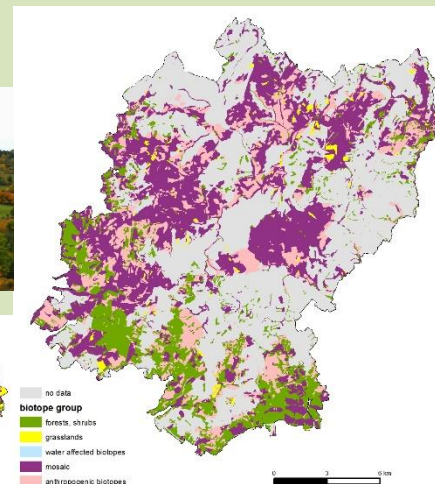 no data
biotope group
forests, shrubs
grasslands
water affected biotopes
mosaic
anthropogenic biotopes
0 3 6 km